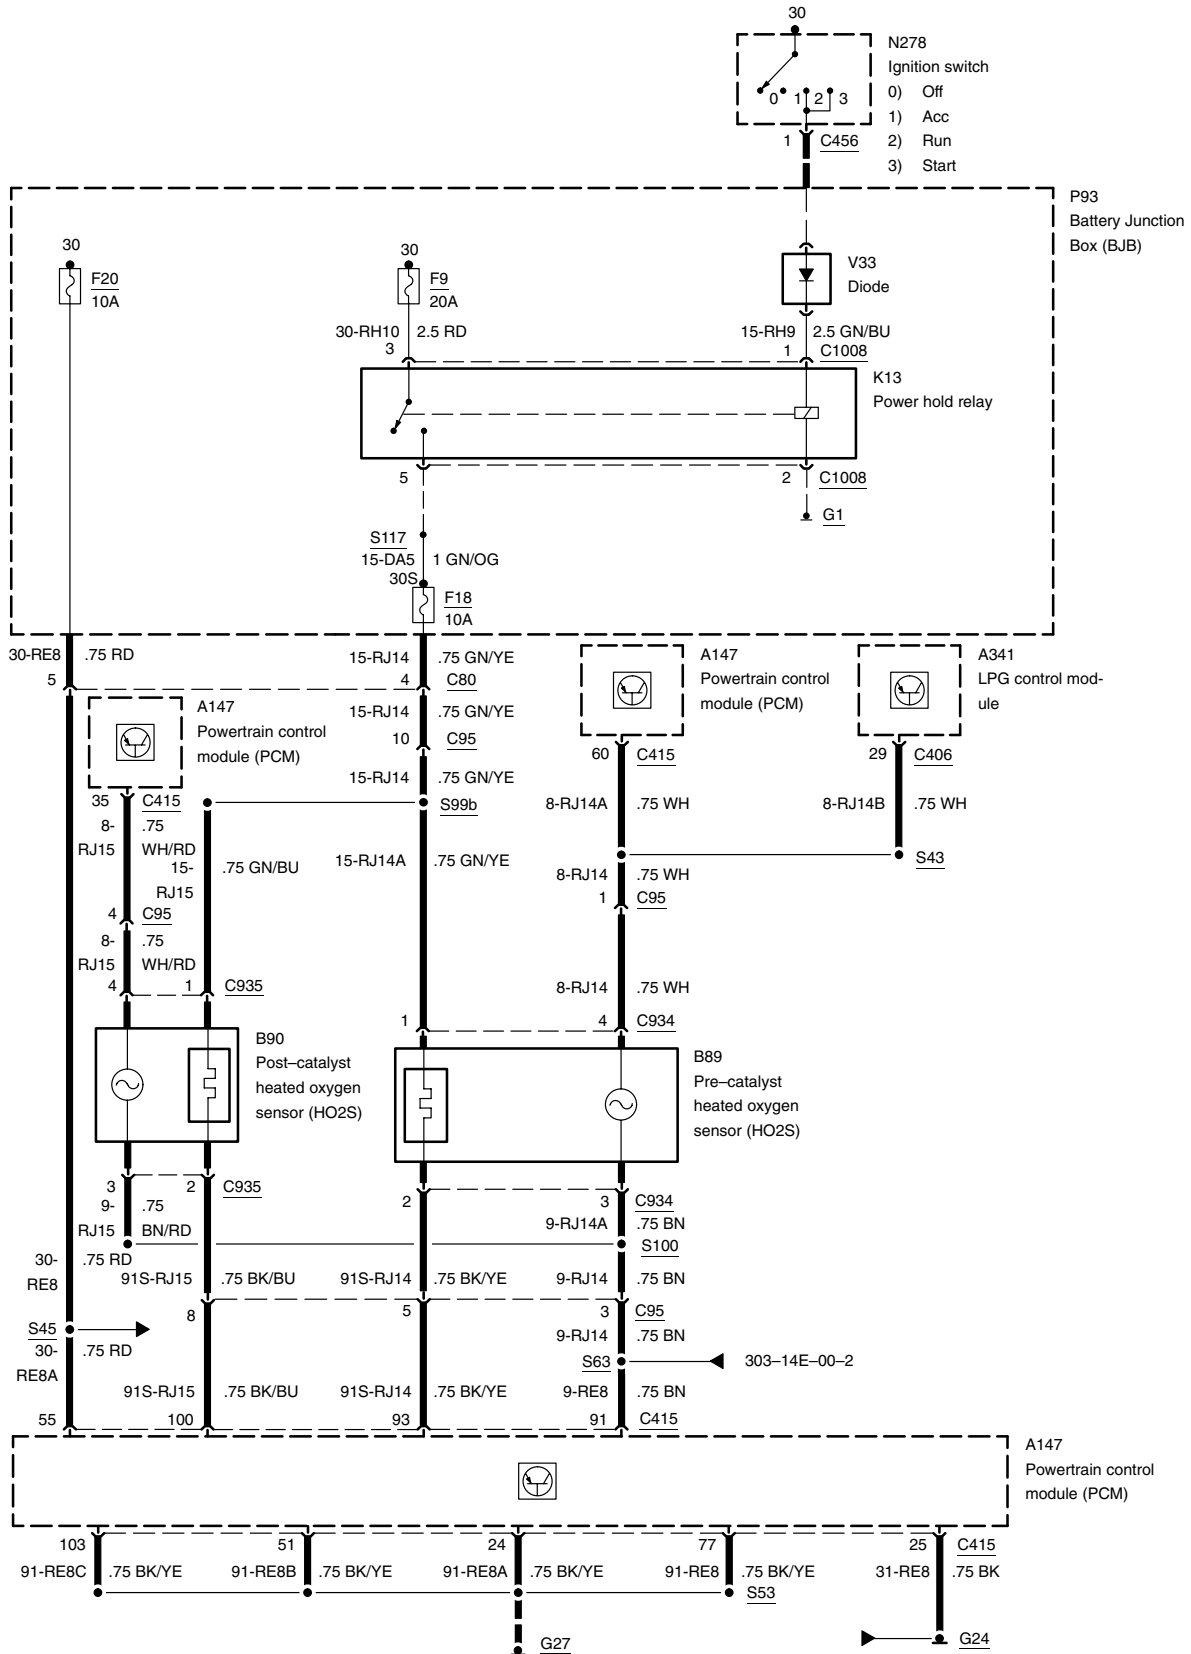 30
N278
Ignition switch
0) Off
1) Acc
2) Run
3) Start
0 1 2 3
1 C456
P93
Battery Junction
Box (BJB)
30
F20
10A
30
F9
20A
V33
Diode
30-RH10 2.5 RD
15-RH9 2.5 GN/BU
3
1 C1008
K13
Power hold relay
5
2 C1008
G1
S117
15-DA5 1 GN/OG
30S
F18
10A
30-RE8 .75 RD
15-RJ14 .75 GN/YE
5
4 C80
A147
Powertrain control
module (PCM)
A341
LPG control mod-
ule
A147
Powertrain control
module (PCM)
15-RJ14 .75 GN/YE
10 C95
15-RJ14 .75 GN/YE
60 C415
29 C406
35 C415
S99b
8-RJ14A .75 WH
8-RJ14B .75 WH
8- .75
RJ15 WH/RD
15- .75 GN/BU
RJ15
15-RJ14A .75 GN/YE
S43
8-RJ14 .75 WH
1 C95
4 C95
8- .75
RJ15 WH/RD
4 1 C935
8-RJ14 .75 WH
1 4 C934
B90
Post–catalyst
heated oxygen
sensor (HO2S)
B89
Pre–catalyst
heated oxygen
sensor (HO2S)
3 2 C935
2 3 C934
9- .75
RJ15 BN/RD
9-RJ14A .75 BN
S100
30- .75 RD
RE8
91S-RJ15 .75 BK/BU
91S-RJ14 .75 BK/YE
9-RJ14 .75 BN
8 5 3 C95
S45
9-RJ14 .75 BN
30- .75 RD
RE8A
S63 303–14E–00–2
91S-RJ15 .75 BK/BU
91S-RJ14 .75 BK/YE
9-RE8 .75 BN
55 100 93 91 C415
A147
Powertrain control
module (PCM)
103 51 24 77 25 C415
91-RE8C .75 BK/YE
91-RE8B .75 BK/YE
91-RE8A .75 BK/YE
91-RE8 .75 BK/YE
31-RE8 .75 BK
S53
G27
G24